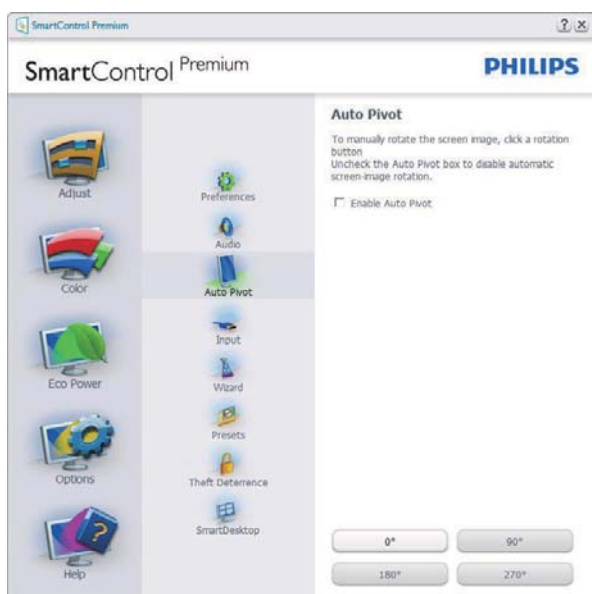 SmartControl Premium
? x
SmartControl Premium
PHILIPS
Adjust
Color
Eco Power
Options
Help
Preferences
Audio
Auto Pivot
Input
Wizard
Presets
Theft Deterrence
SmartDesktop
Auto Pivot
To manually rotate the screen image, click a rotation
button
Uncheck the Auto Pivot box to disable automatic
screen-image rotation.
Enable Auto Pivot
0°
90°
180°
270°